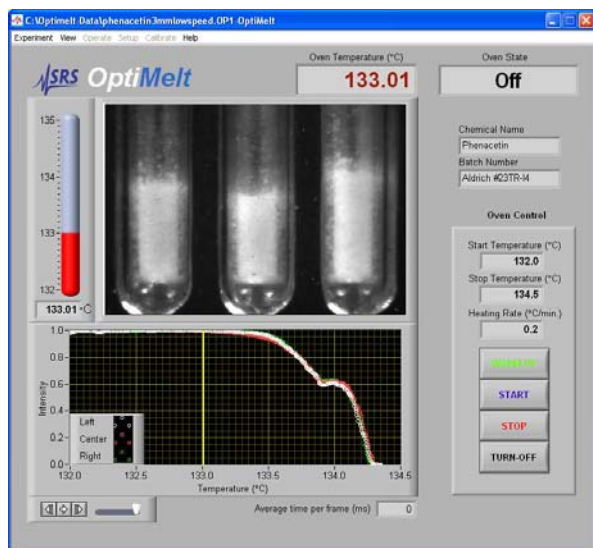 C:\Optimelt-Data\phenacetin3mmlowspeed.OP1-OptiMelt
Experiment View Operate Setup Calibrate Help
SRS OptiMelt
Oven Temperature (°C)
133.01
Oven State
Off
135
134
133
132
133.01 °C
Chemical Name
Phenacetin
Batch Number
Aldrich #23TR-I4
Oven Control
Start Temperature (°C)
132.0
Stop Temperature (°C)
134.5
Heating Rate (°C/min.)
0.2
START
STOP
TURN-OFF
Intensity
1.0
0.8
0.6
0.4
0.2
0.0
Left
Center
Right
132.0 132.5 133.0 133.5 134.0 134.5
Temperature (°C)
Average time per frame (ms) 0